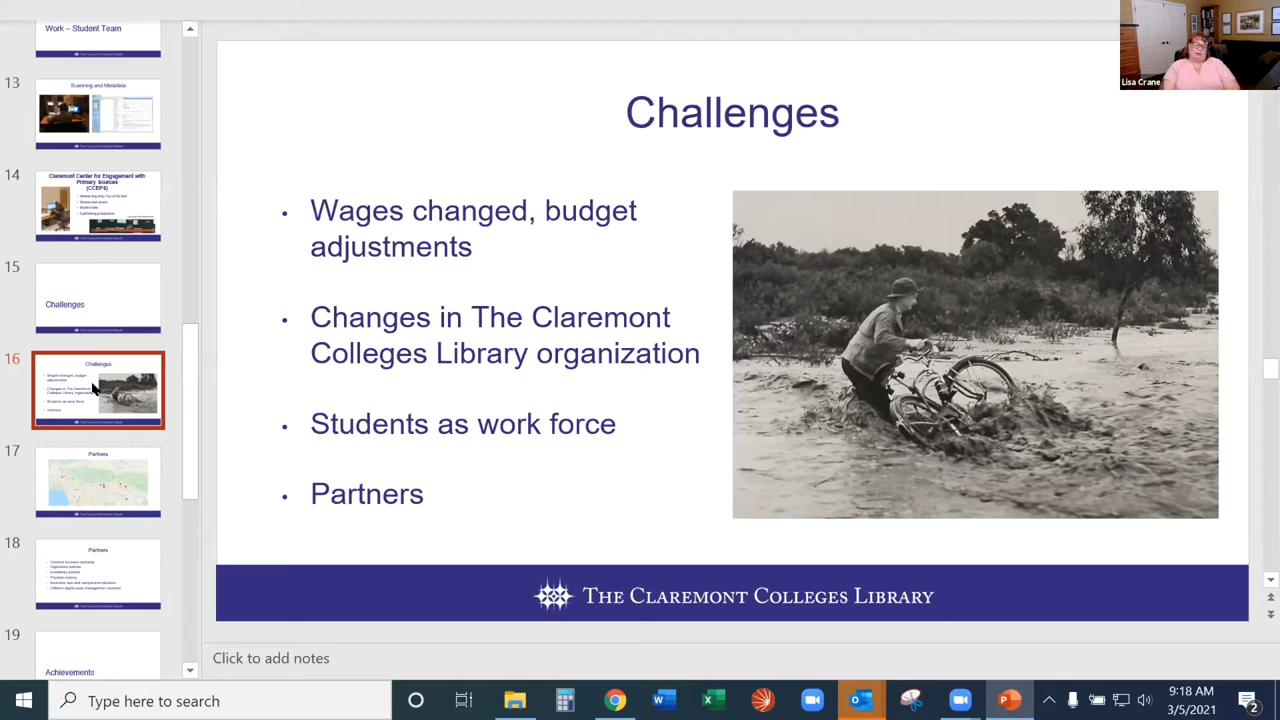 Work – Student Team
13
Scanning and Metadata
14
Claremont Center for Engagement with
Primary Sources
(CCEPS)
15
Challenges
16
Challenges
17
Partners
18
Partners
19
Achievements
Challenges
• Wages changed, budget
adjustments
• Changes in The Claremont
Colleges Library organization
• Students as work force
• Partners
THE CLAREMONT COLLEGES LIBRARY
Lisa Crane
Click to add notes
Type here to search
9:18 AM
3/5/2021
2